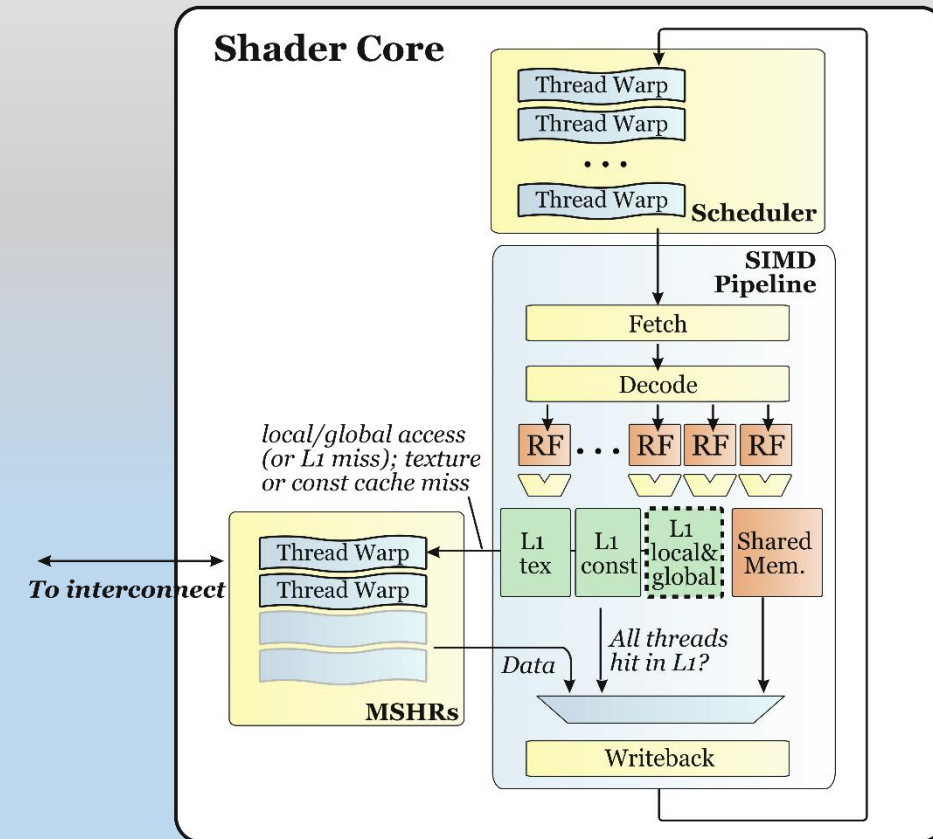 Shader Core
Thread Warp
Thread Warp
• • •
Thread Warp
Scheduler
SIMD
Pipeline
Fetch
Decode
RF • • • RF RF RF
local/global access
(or L1 miss); texture
or const cache miss
L1
tex
L1
const
L1
local&
global
Shared
Mem.
Thread Warp
Thread Warp
To interconnect
MSHRs
Data
All threads
hit in L1?
Writeback